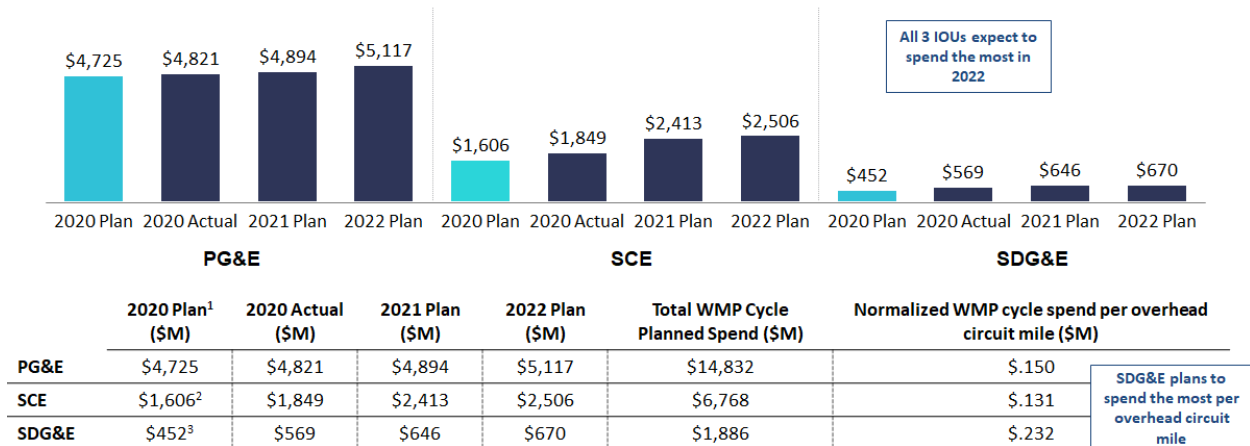 $4,725
$4,821
$4,894
$5,117
$1,606
$1,849
$2,413
$2,506
$452
$569
$646
$670
All 3 IOUs expect to
spend the most in
2022
2020 Plan 2020 Actual 2021 Plan 2022 Plan
2020 Plan 2020 Actual 2021 Plan 2022 Plan
2020 Plan 2020 Actual 2021 Plan 2022 Plan
PG&E
SCE
SDG&E
2020 Plan¹ 2020 Actual 2021 Plan 2022 Plan Total WMP Cycle Normalized WMP cycle spend per overhead
($M) ($M) ($M) ($M) Planned Spend ($M) circuit mile ($M)
PG&E $4,725 $4,821 $4,894 $5,117 $14,832 $.150
SCE $1,606² $1,849 $2,413 $2,506 $6,768 $.131
SDG&E $452³ $569 $646 $670 $1,886 $.232
SDG&E plans to
spend the most per
overhead circuit
mile